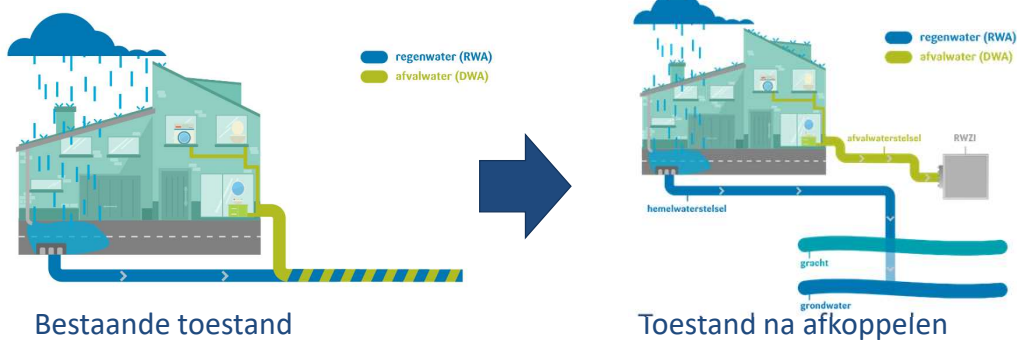 regenwater (RWA)
afvalwater (DWA)
Bestaande toestand
regenwater (RWA)
afvalwater (DWA)
afvalwaterstelsel
RWZI
hemelwaterstelsel
gracht
grondwater
Toestand na afkoppelen